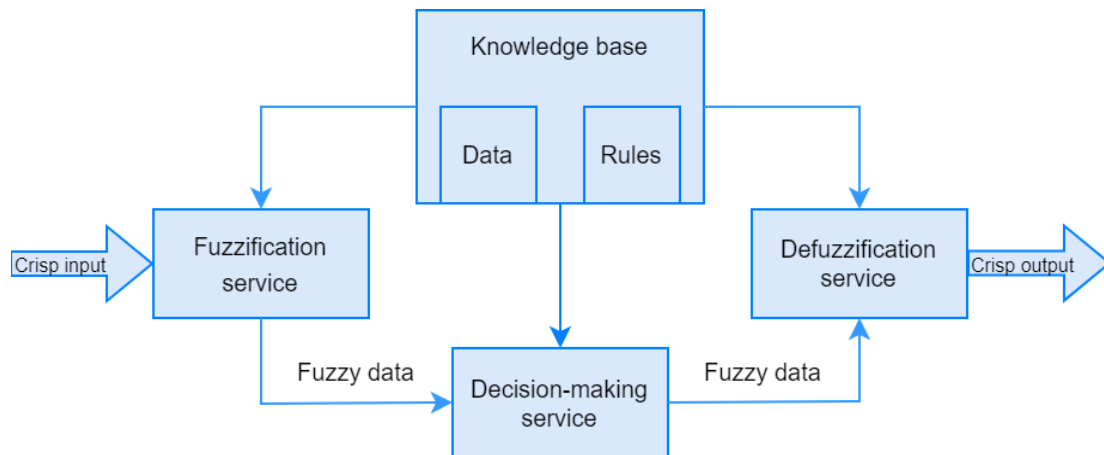 Knowledge base
Data
Rules
Fuzzification
service
Defuzzification
service
Crisp input
Crisp output
Fuzzy data
Fuzzy data
Decision-making
service